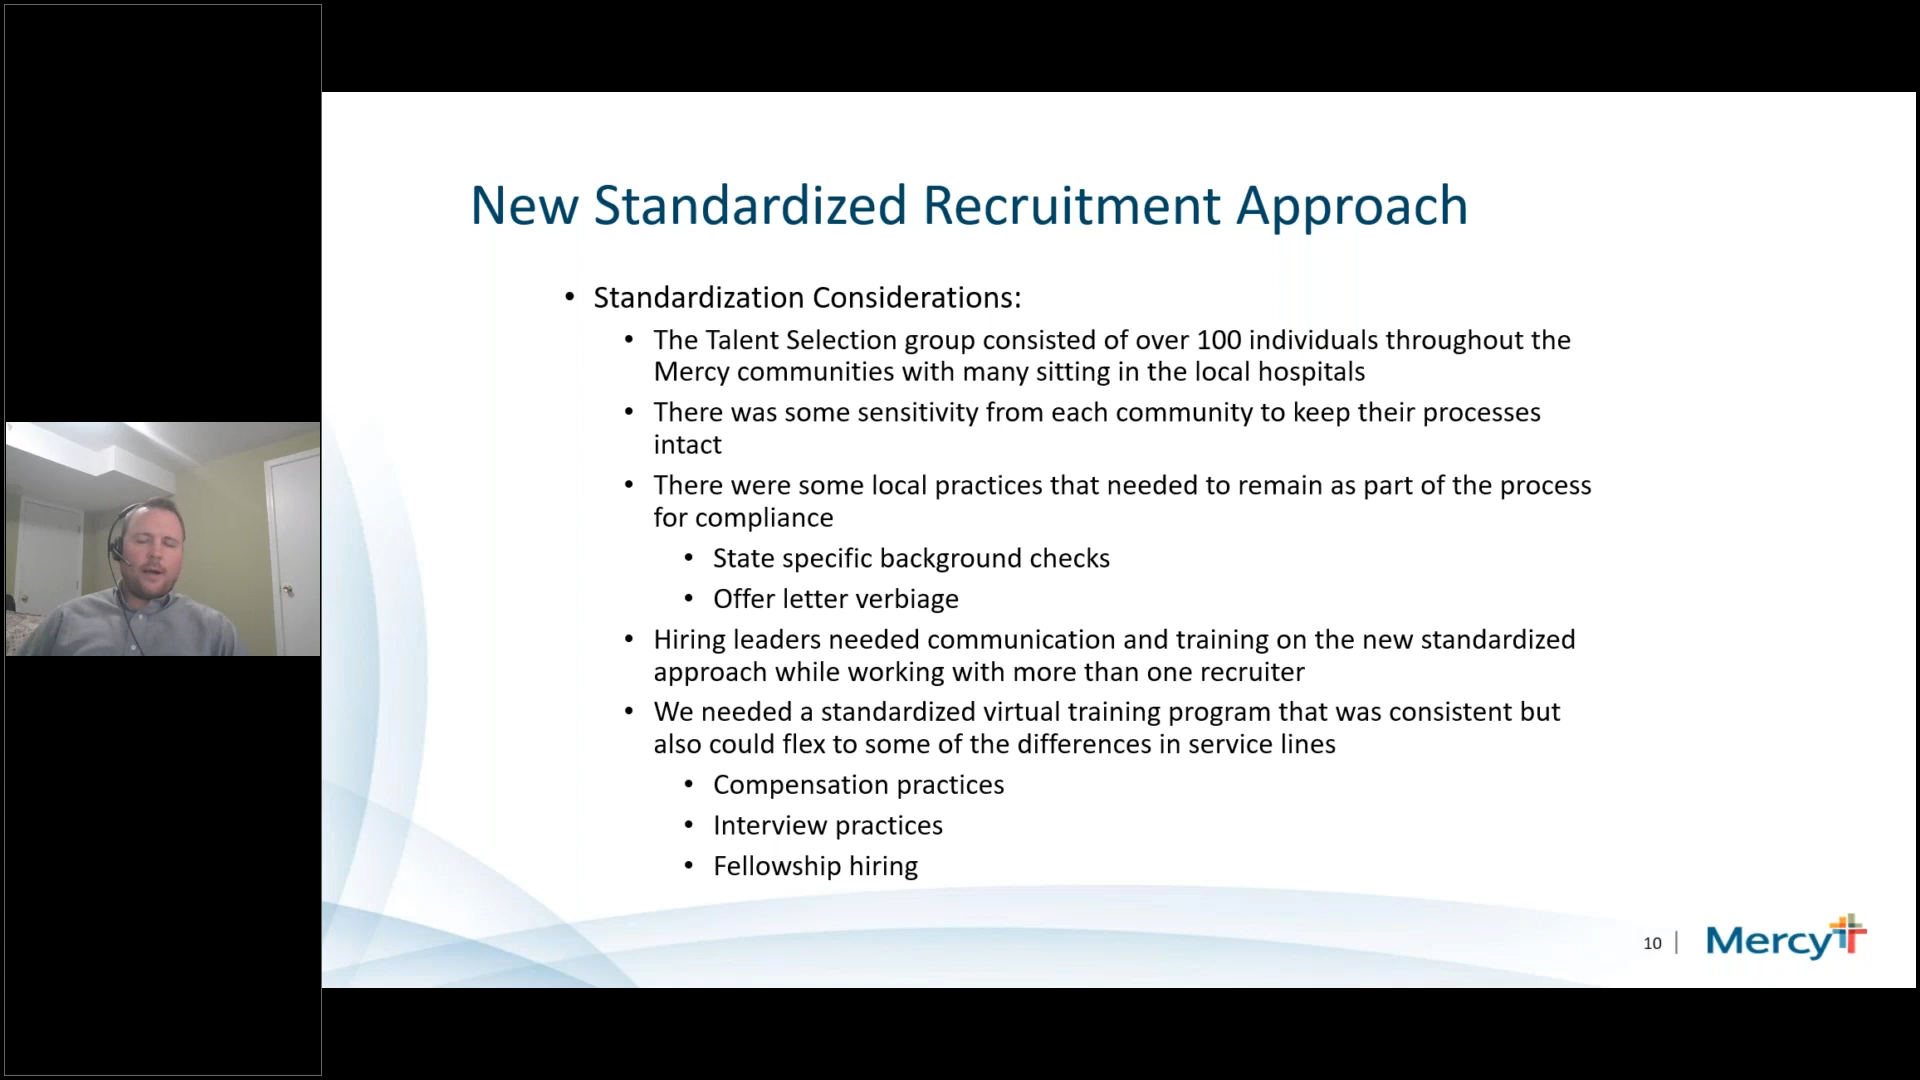 New Standardized Recruitment Approach
• Standardization Considerations:
• The Talent Selection group consisted of over 100 individuals throughout the
Mercy communities with many sitting in the local hospitals
• There was some sensitivity from each community to keep their processes
intact
• There were some local practices that needed to remain as part of the process
for compliance
• State specific background checks
• Offer letter verbiage
• Hiring leaders needed communication and training on the new standardized
approach while working with more than one recruiter
• We needed a standardized virtual training program that was consistent but
also could flex to some of the differences in service lines
• Compensation practices
• Interview practices
• Fellowship hiring
10 | Mercy